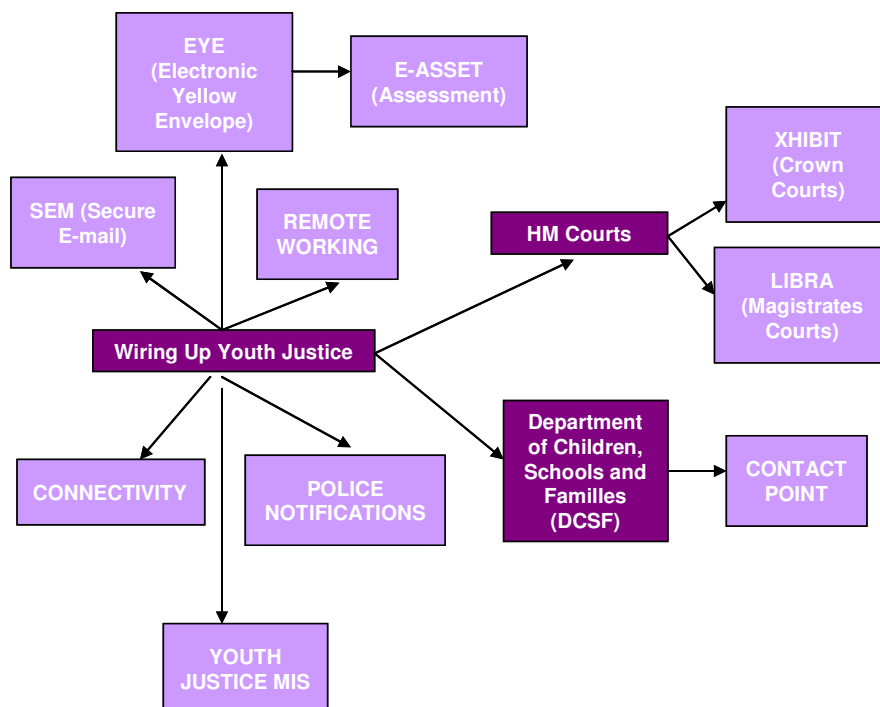 EYE
(Electronic
Yellow
Envelope)
E-ASSET
(Assessment)
XHIBIT
(Crown
Courts)
SEM (Secure
E-mail)
REMOTE
WORKING
HM Courts
LIBRA
(Magistrates
Courts)
Wiring Up Youth Justice
Department
of Children,
Schools and
Familles
(DCSF)
CONTACT
POINT
CONNECTIVITY
POLICE
NOTIFICATIONS
YOUTH
JUSTICE MIS